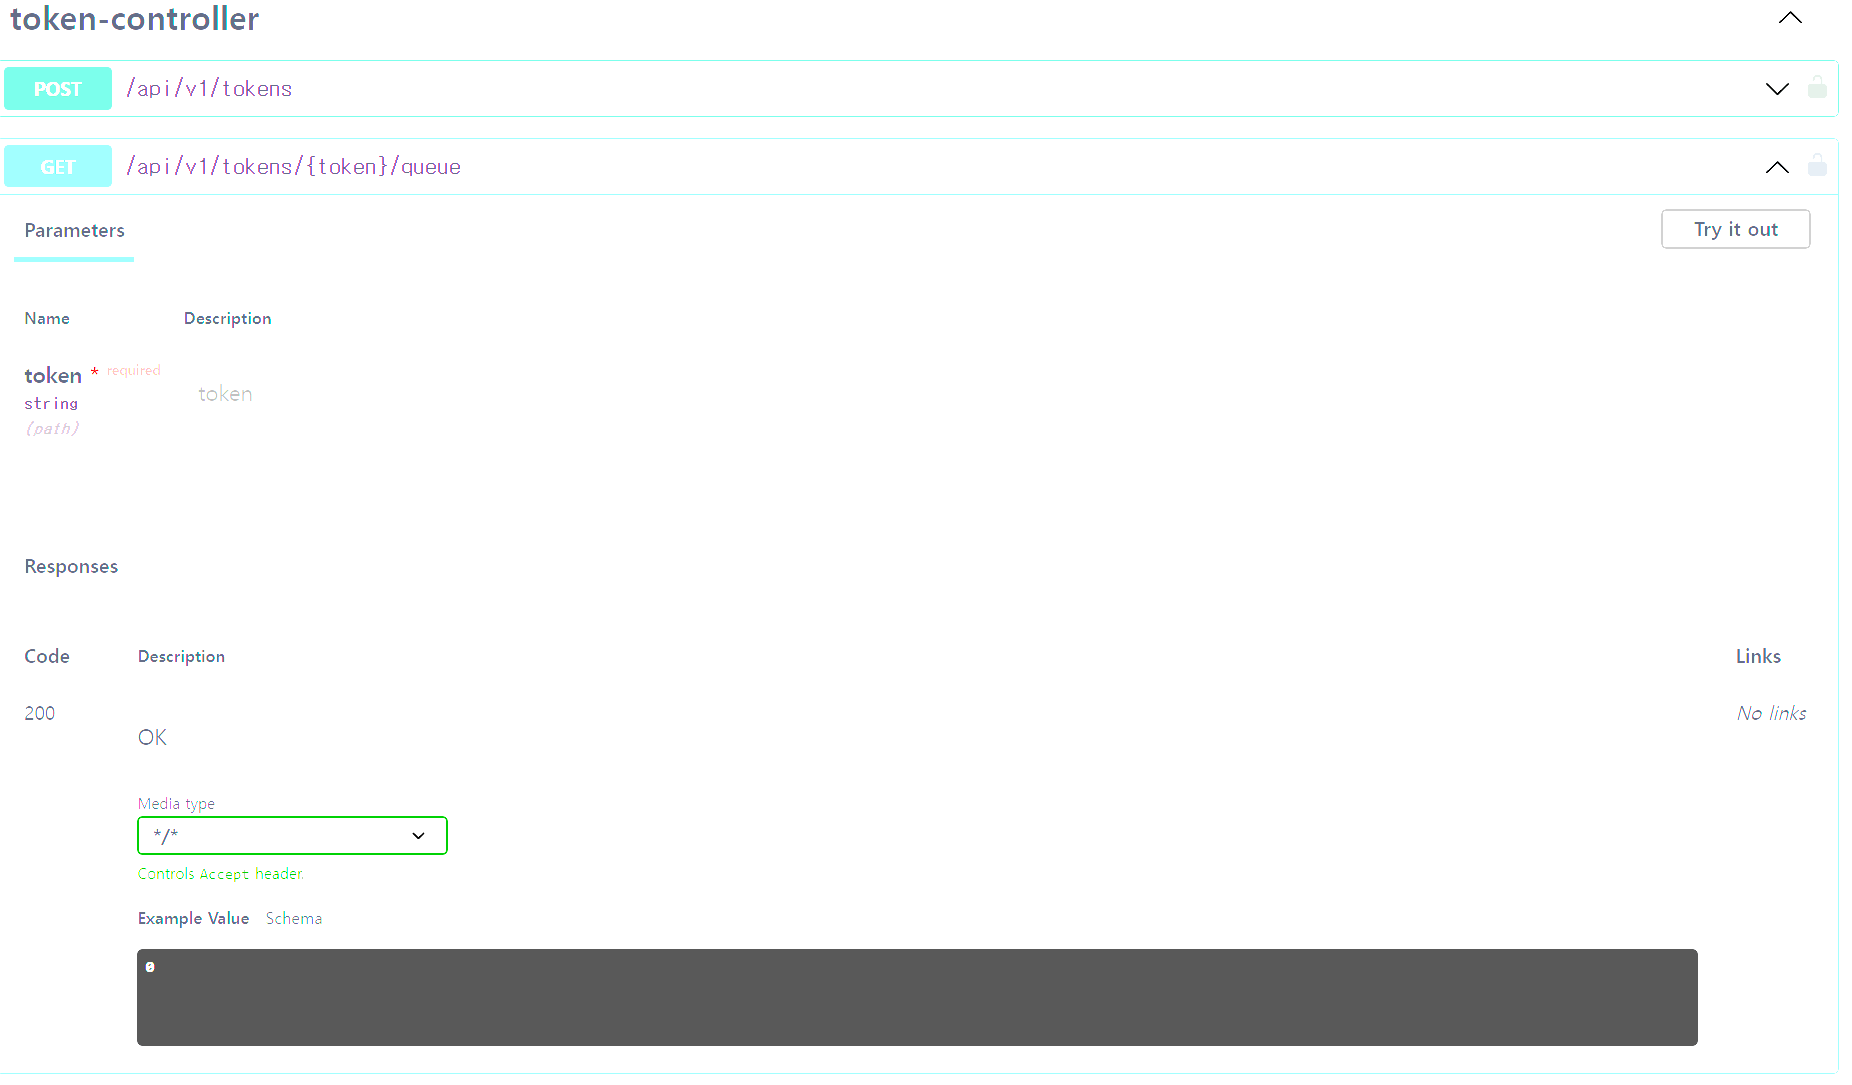 token-controller
POST /api/v1/tokens
GET /api/v1/tokens/{token}/queue
Parameters
Try it out
Name Description
token * required
string
(path)
token
Responses
Code Description Links
200
OK
No links
Media type
*/*
Controls Accept header.
Example Value Schema
0